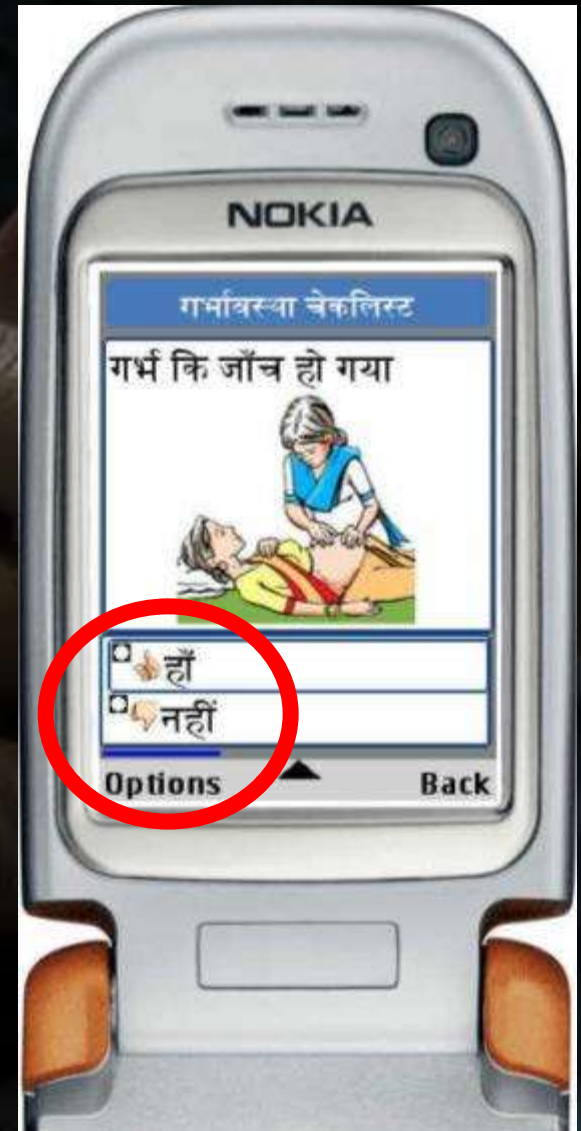 NOKIA
गर्भावस्था चेकलिस्ट
गर्भ कि जाँच हो गया
हाँ
नहीं
Options Back